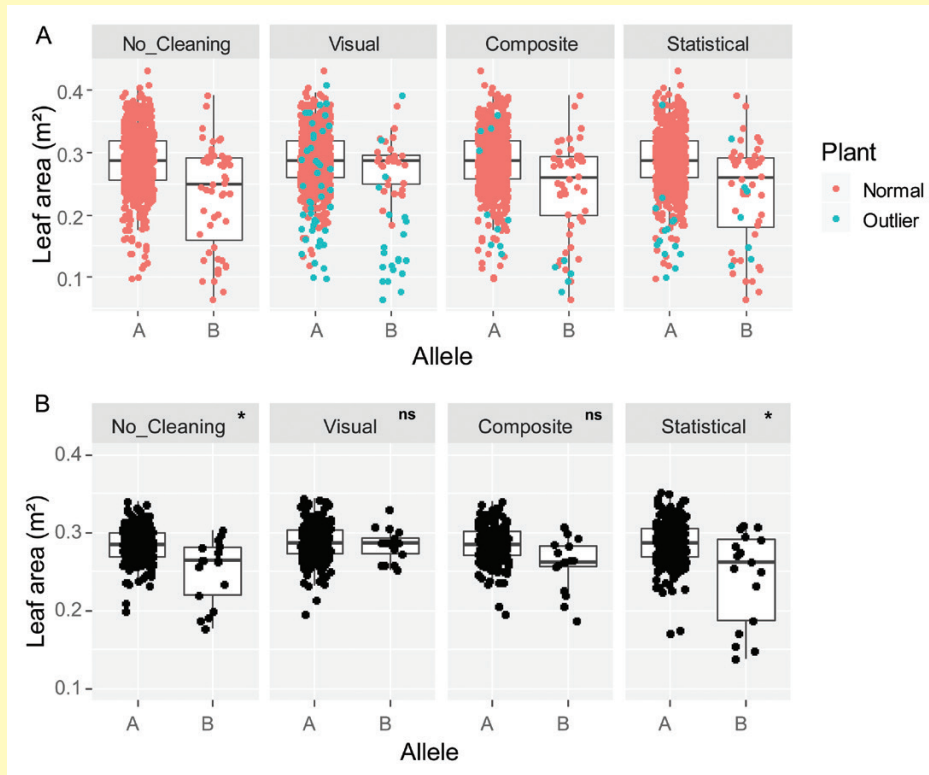 A
No_Cleaning Visual Composite Statistical
Leaf area (m²)
0.4
0.3
0.2
0.1
A B A B A B A B
Allele
Plant
Normal
Outlier
B
No_Cleaning * Visual ns Composite ns Statistical *
Leaf area (m²)
0.4
0.3
0.2
0.1
A B A B A B A B
Allele